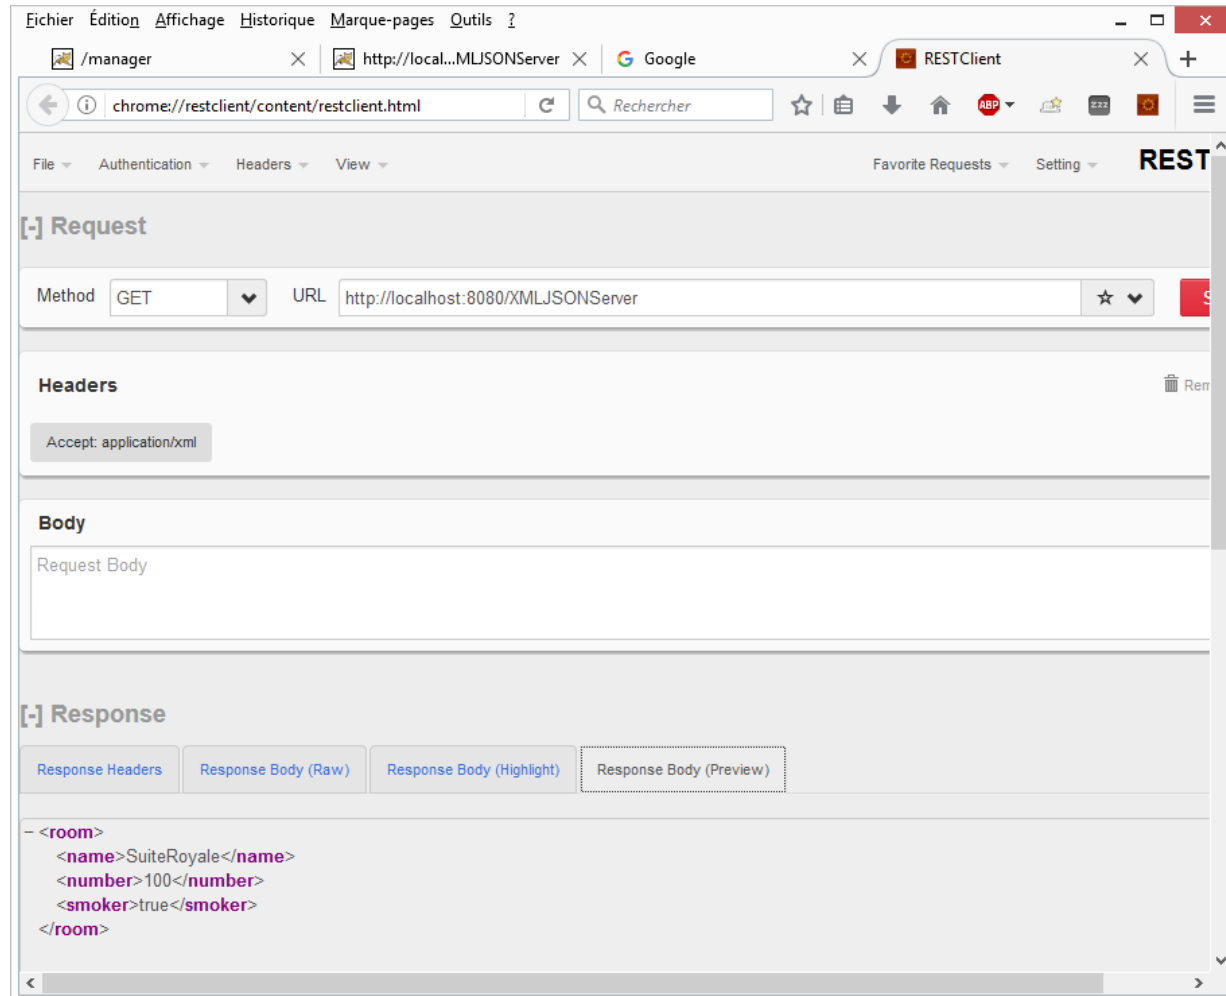 Fichier Édition Affichage Historique Marque-pages Outils ?
/manager http://local...MLJSONServer Google RESTClient
chrome://restclient/content/restclient.html Rechercher ABP zzz
File Authentication Headers View Favorite Requests Setting REST
[-] Request
Method GET URL http://localhost:8080/XMLJSONServer S
Headers Rem
Accept: application/xml
Body
Request Body
[-] Response
Response Headers Response Body (Raw) Response Body (Highlight) Response Body (Preview)
− <room>
<name>SuiteRoyale</name>
<number>100</number>
<smoker>true</smoker>
</room>